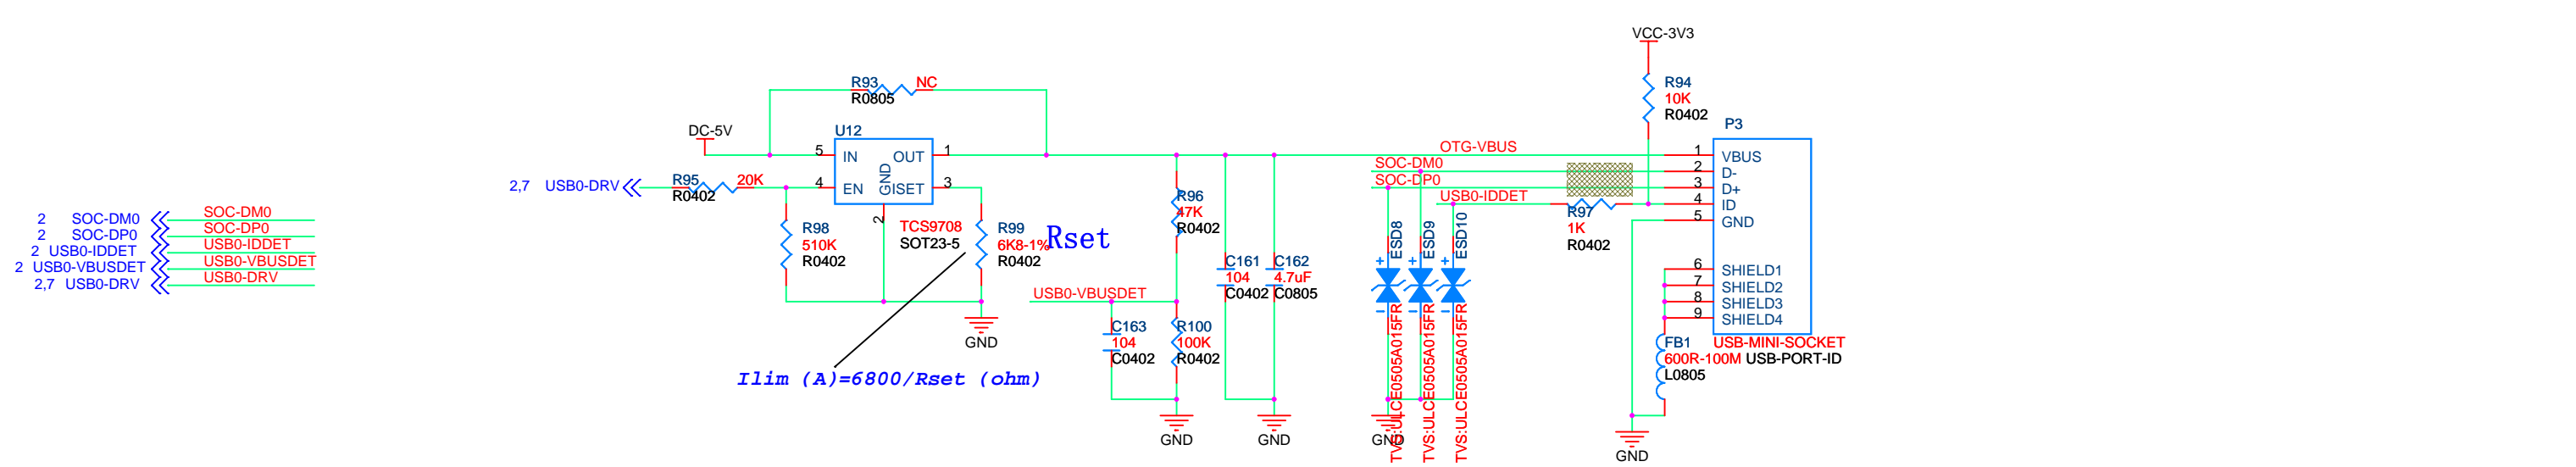 VCC-3V3
R93 NC
R0805
R94
10K
R0402
P3
DC-5V
U12
5 IN OUT 1
4 EN GND ISET 3
2
TCS9708
SOT23-5
2,7 USB0-DRV
R95 20K
R0402
R98
510K
R0402
R99
6K8-1%
R0402
Rset
Ilim (A)=6800/Rset (ohm)
GND
2 SOC-DM0 SOC-DM0
2 SOC-DP0 SOC-DP0
2 USB0-IDDET USB0-IDDET
2 USB0-VBUSDET USB0-VBUSDET
2,7 USB0-DRV USB0-DRV
R96
47K
R0402
USB0-VBUSDET
C163
104
C0402
R100
100K
R0402
GND
C161
104
C0402
C162
4.7uF
C0805
GND
OTG-VBUS
SOC-DM0
SOC-DP0
USB0-IDDET
ESD8
ESD9
ESD10
TVS:ULCE0505A015FR
TVS:ULCE0505A015FR
TVS:ULCE0505A015FR
GND
R97
1K
R0402
1 VBUS
2 D-
3 D+
4 ID
5 GND
6 SHIELD1
7 SHIELD2
8 SHIELD3
9 SHIELD4
USB-MINI-SOCKET
USB-PORT-ID
FB1
600R-100M
L0805
GND